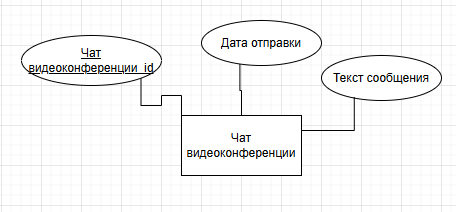 Чат
видеоконференции_id
Дата отправки
Текст сообщения
Чат
видеоконференции